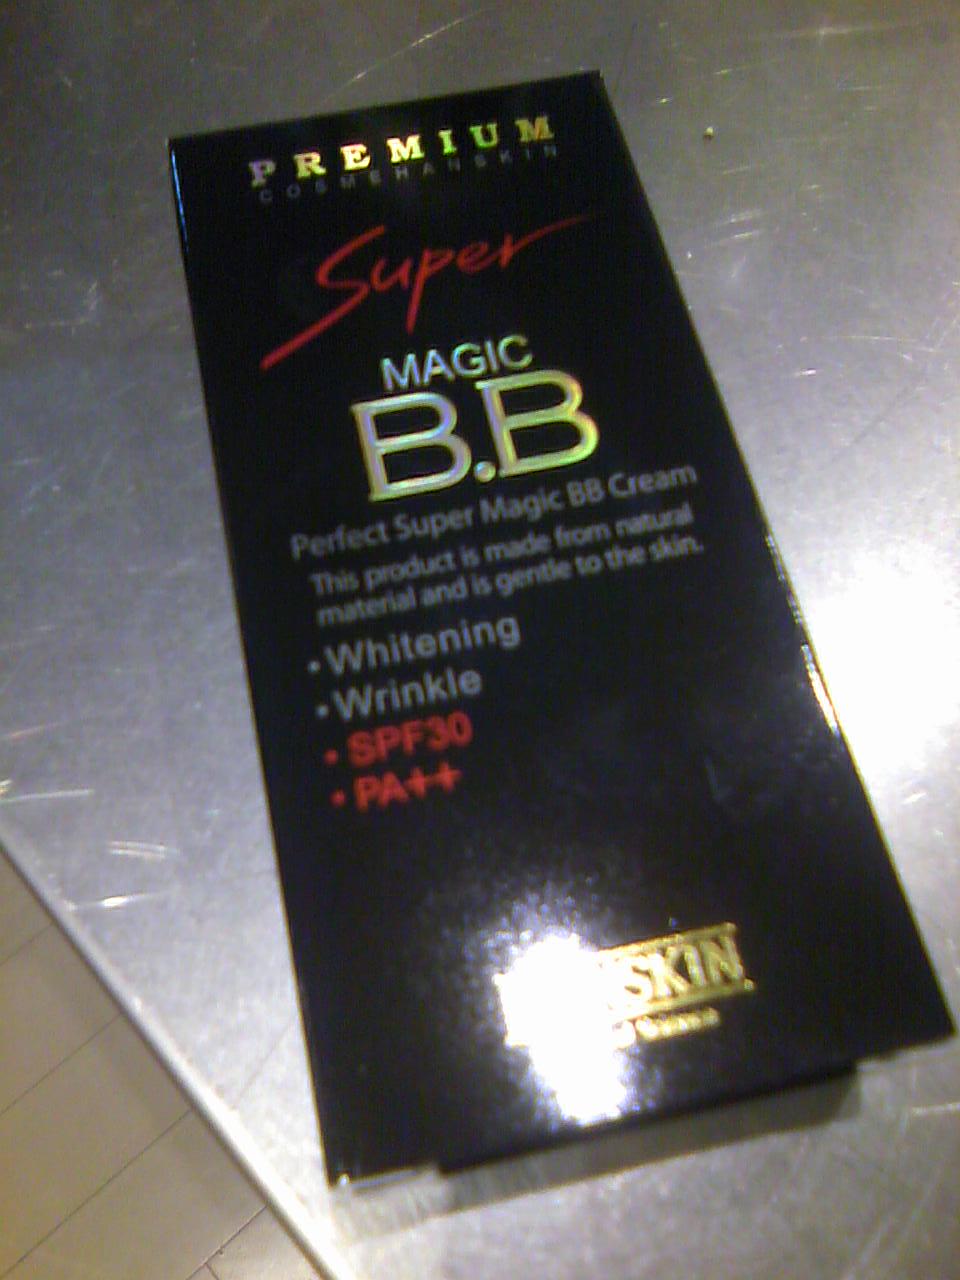 PREMIUM
COSMEHANSKIN
Super
MAGIC
B.B
Perfect Super Magic BB Cream
This product is made from natural
material and is gentle to the skin.
• Whitening
• Wrinkle
• SPF30
• PA++
SKIN